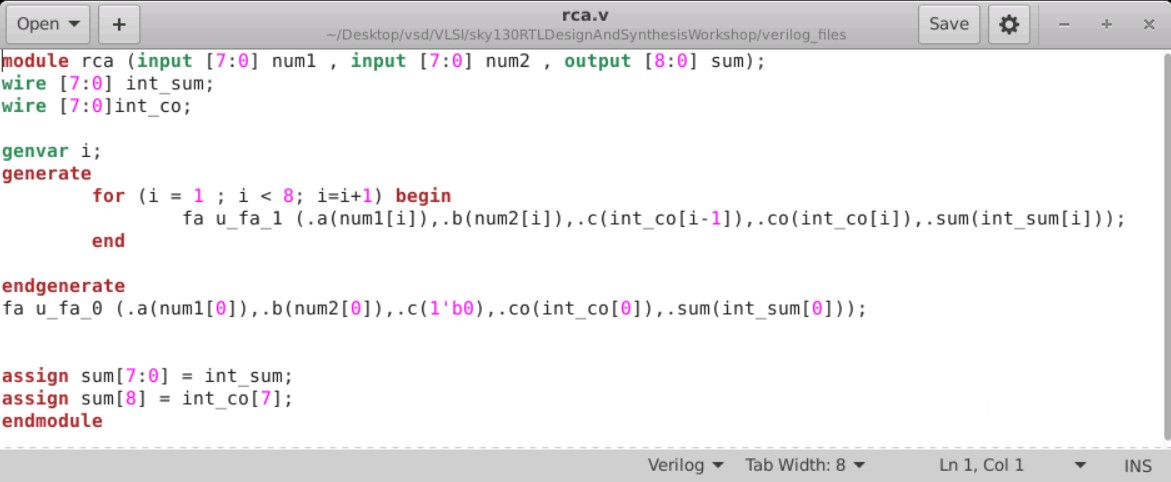 Open
+
rca.v
~/Desktop/vsd/VLSI/sky130RTLDesignAndSynthesisWorkshop/verilog_files
Save
module rca (input [7:0] num1 , input [7:0] num2 , output [8:0] sum);
wire [7:0] int_sum;
wire [7:0]int_co;
genvar i;
generate
for (i = 1 ; i < 8; i=i+1) begin
fa u_fa_1 (.a(num1[i]),.b(num2[i]),.c(int_co[i-1]),.co(int_co[i]),.sum(int_sum[i]));
end
endgenerate
fa u_fa_0 (.a(num1[0]),.b(num2[0]),.c(1'b0),.co(int_co[0]),.sum(int_sum[0]));
assign sum[7:0] = int_sum;
assign sum[8] = int_co[7];
endmodule
Verilog Tab Width: 8 Ln 1, Col 1 INS